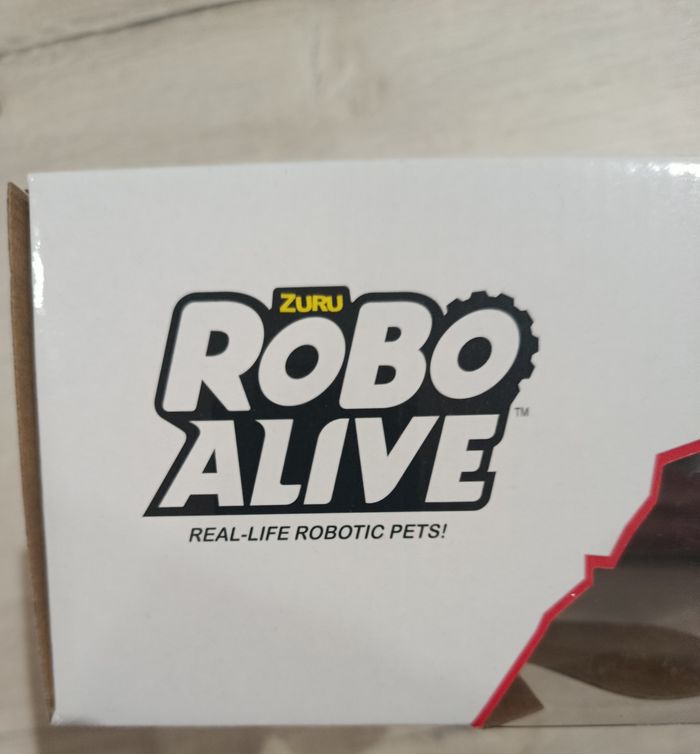 ZURU
ROBO
ALIVE
TM
REAL-LIFE ROBOTIC PETS!